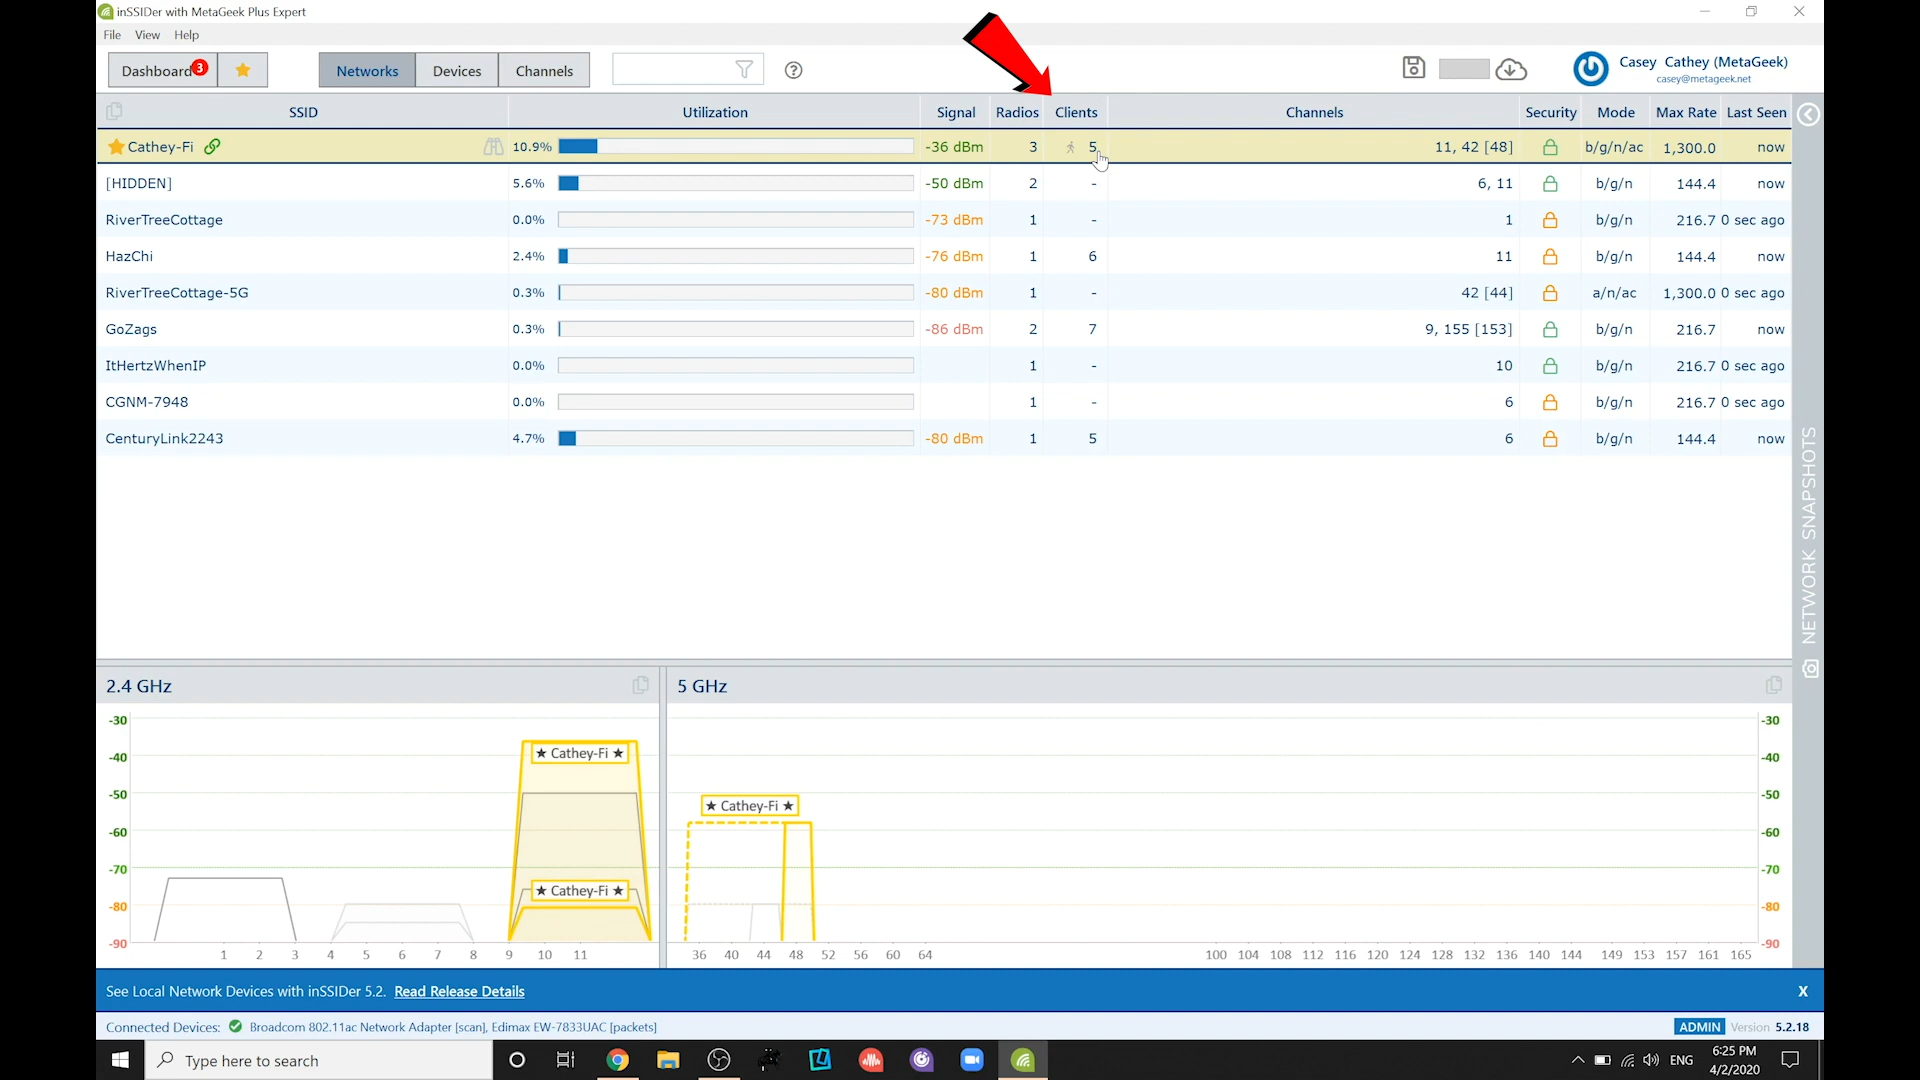 inSSIDer with MetaGeek Plus Expert
File View Help
Dashboard 3 Networks Devices Channels Casey Cathey (MetaGeek)
casey@metageek.net
SSID Utilization Signal Radios Clients Channels Security Mode Max Rate Last Seen
Cathey-Fi 10.9% -36 dBm 3 5 11, 42 [48] b/g/n/ac 1,300.0 now
[HIDDEN] 5.6% -50 dBm 2 - 6, 11 b/g/n 144.4 now
RiverTreeCottage 0.0% -73 dBm 1 - 1 b/g/n 216.7 0 sec ago
HazChi 2.4% -76 dBm 1 6 11 b/g/n 144.4 now
RiverTreeCottage-5G 0.3% -80 dBm 1 - 42 [44] a/n/ac 1,300.0 0 sec ago
GoZags 0.3% -86 dBm 2 7 9, 155 [153] b/g/n 216.7 now
ItHertzWhenIP 0.0% 1 - 10 b/g/n 216.7 0 sec ago
CGNM-7948 0.0% 1 - 6 b/g/n 216.7 0 sec ago
CenturyLink2243 4.7% -80 dBm 1 5 6 b/g/n 144.4 now
NETWORK SNAPSHOTS
2.4 GHz 5 GHz
-30 -30
★ Cathey-Fi ★
-40 -40
-50 -50
★ Cathey-Fi ★
-60 -60
-70 -70
★ Cathey-Fi ★
-80 -80
-90 -90
1 2 3 4 5 6 7 8 9 10 11 36 40 44 48 52 56 60 64 100 104 108 112 116 120 124 128 132 136 140 144 149 153 157 161 165
See Local Network Devices with inSSIDer 5.2. Read Release Details X
Connected Devices: Broadcom 802.11ac Network Adapter [scan], Edimax EW-7833UAC [packets] ADMIN Version 5.2.18
Type here to search ENG 6:25 PM
4/2/2020